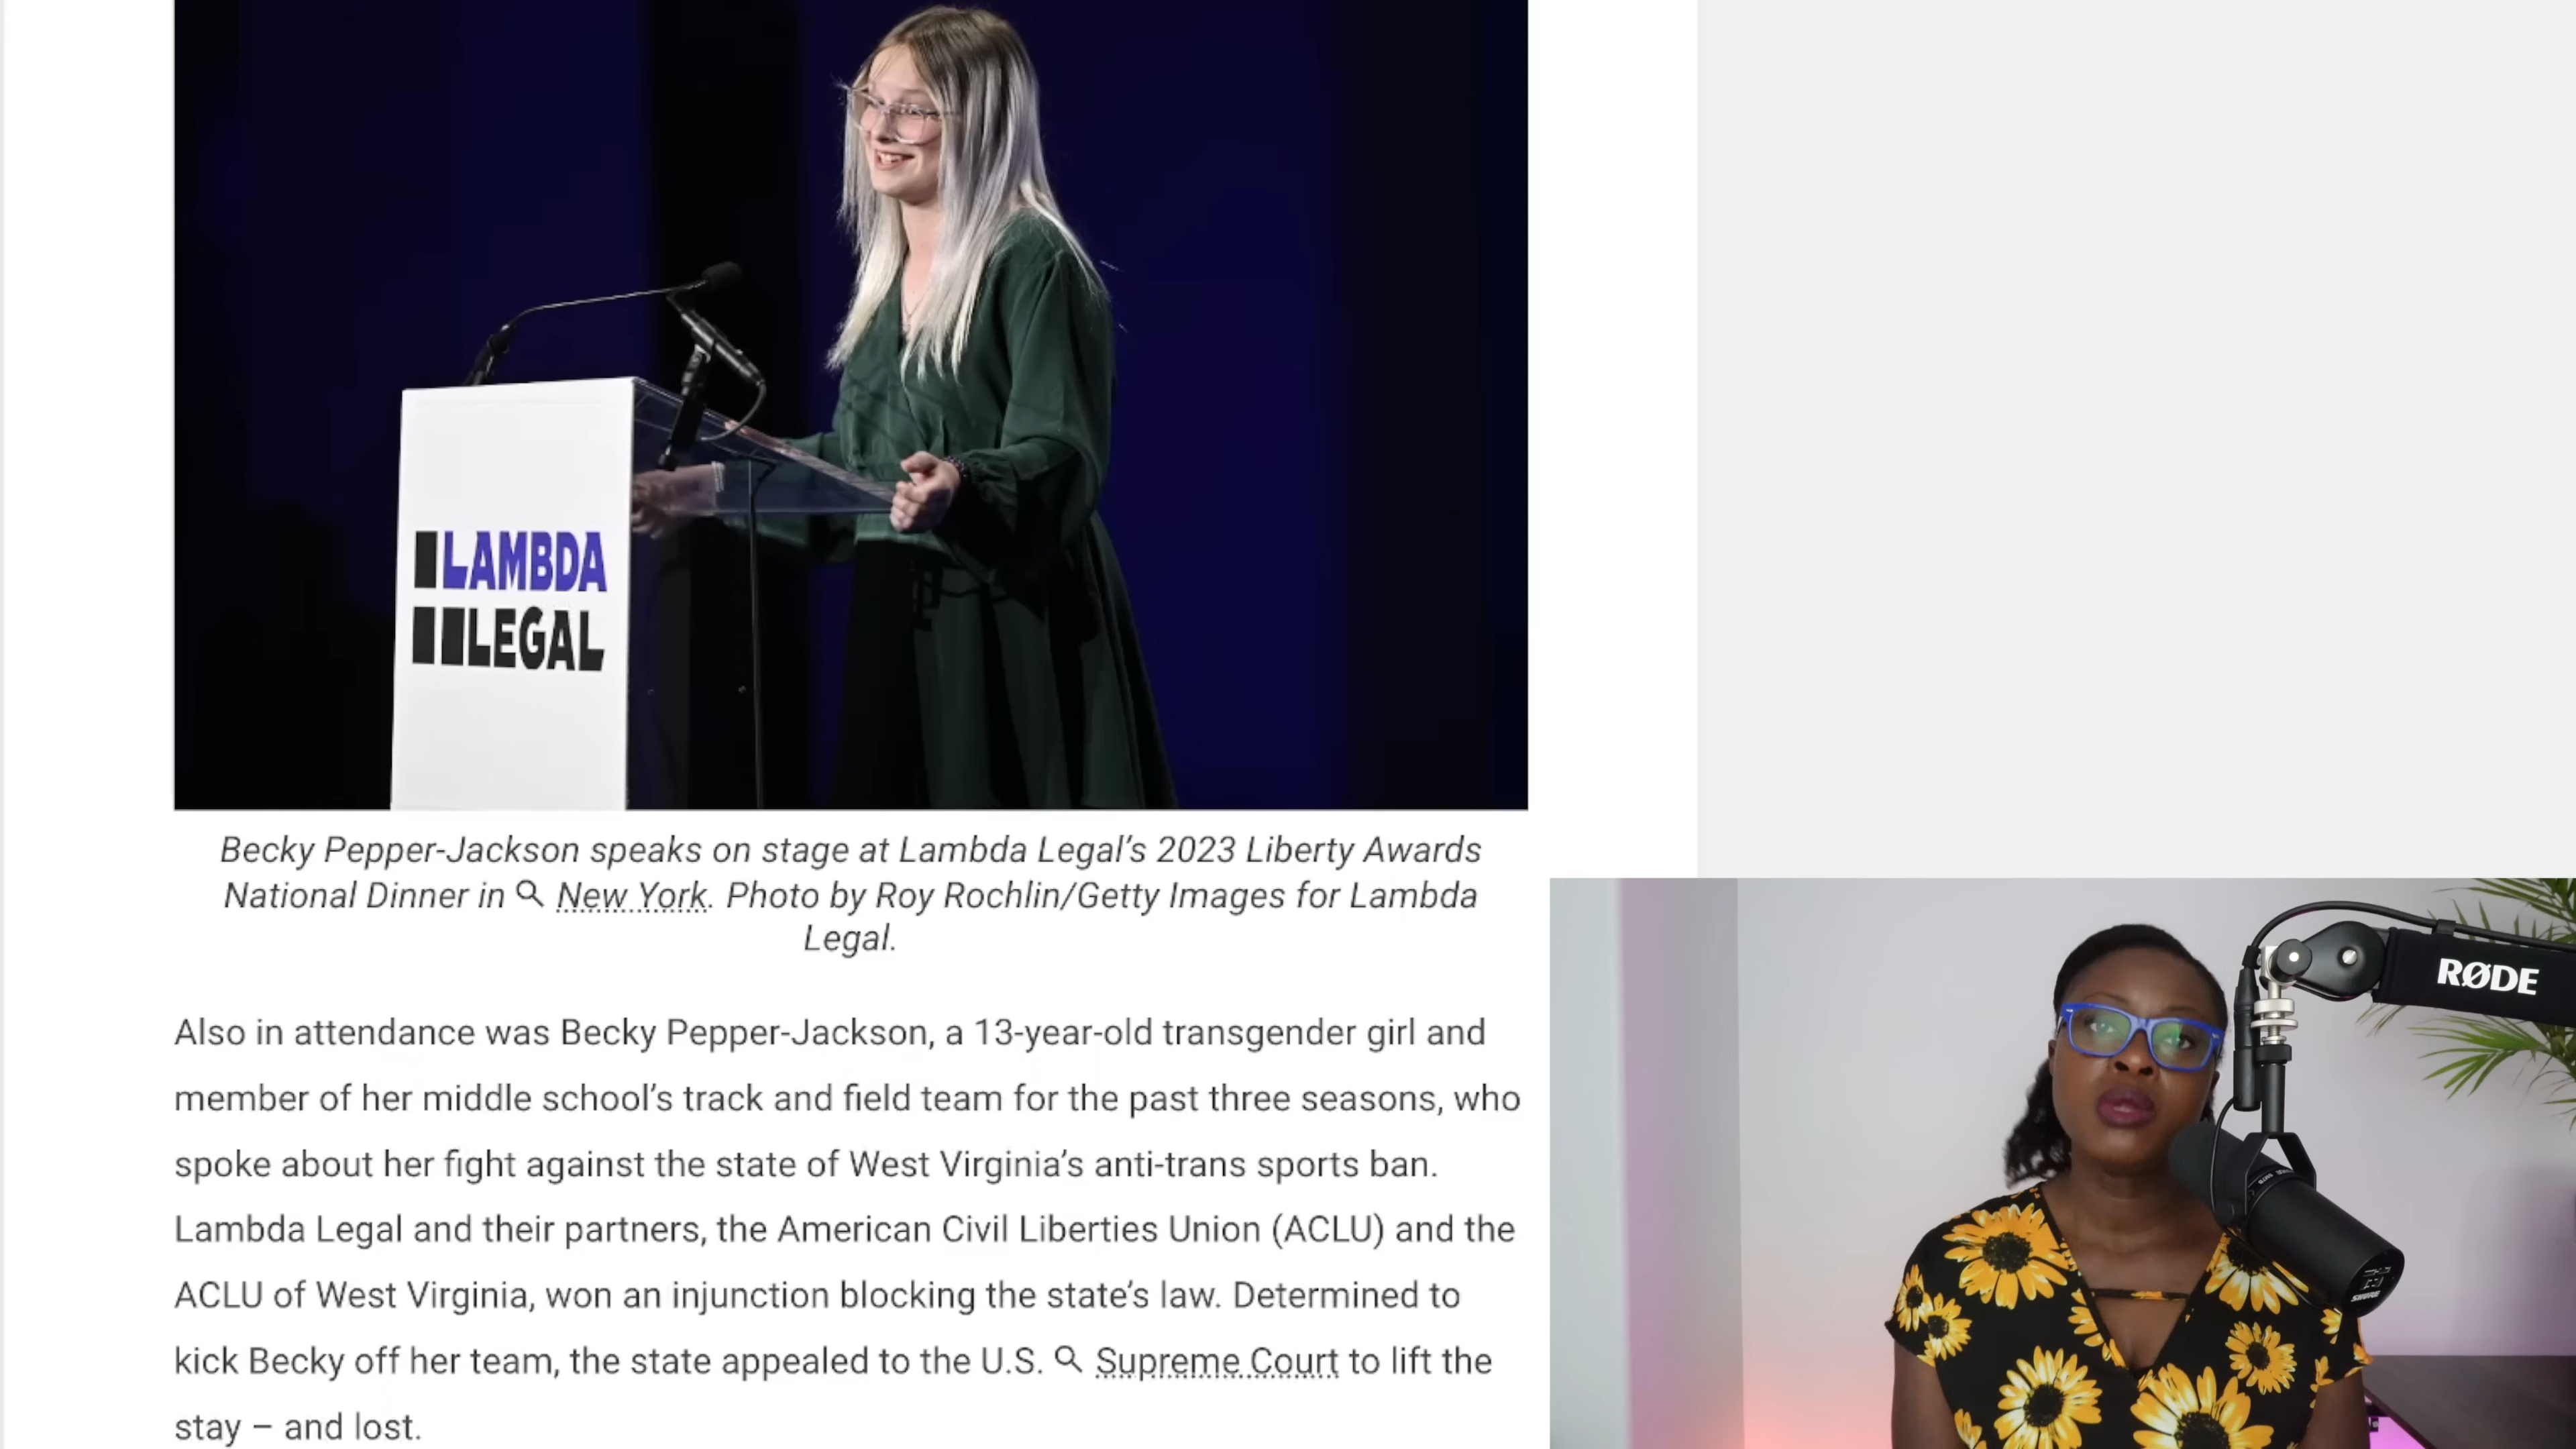 LAMBDA
LEGAL
Becky Pepper-Jackson speaks on stage at Lambda Legal's 2023 Liberty Awards
National Dinner in New York. Photo by Roy Rochlin/Getty Images for Lambda
Legal.
Also in attendance was Becky Pepper-Jackson, a 13-year-old transgender girl and
member of her middle school's track and field team for the past three seasons, who
spoke about her fight against the state of West Virginia's anti-trans sports ban.
Lambda Legal and their partners, the American Civil Liberties Union (ACLU) and the
ACLU of West Virginia, won an injunction blocking the state's law. Determined to
kick Becky off her team, the state appealed to the U.S. Supreme Court to lift the
stay – and lost.
RØDE
SHURE